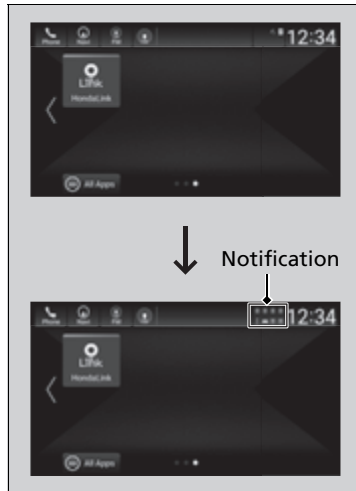 Phone
Navi
FM
12:34
Link
HondaLink
All Apps
Notification
Phone
Navi
FM
12:34
Link
HondaLink
All Apps